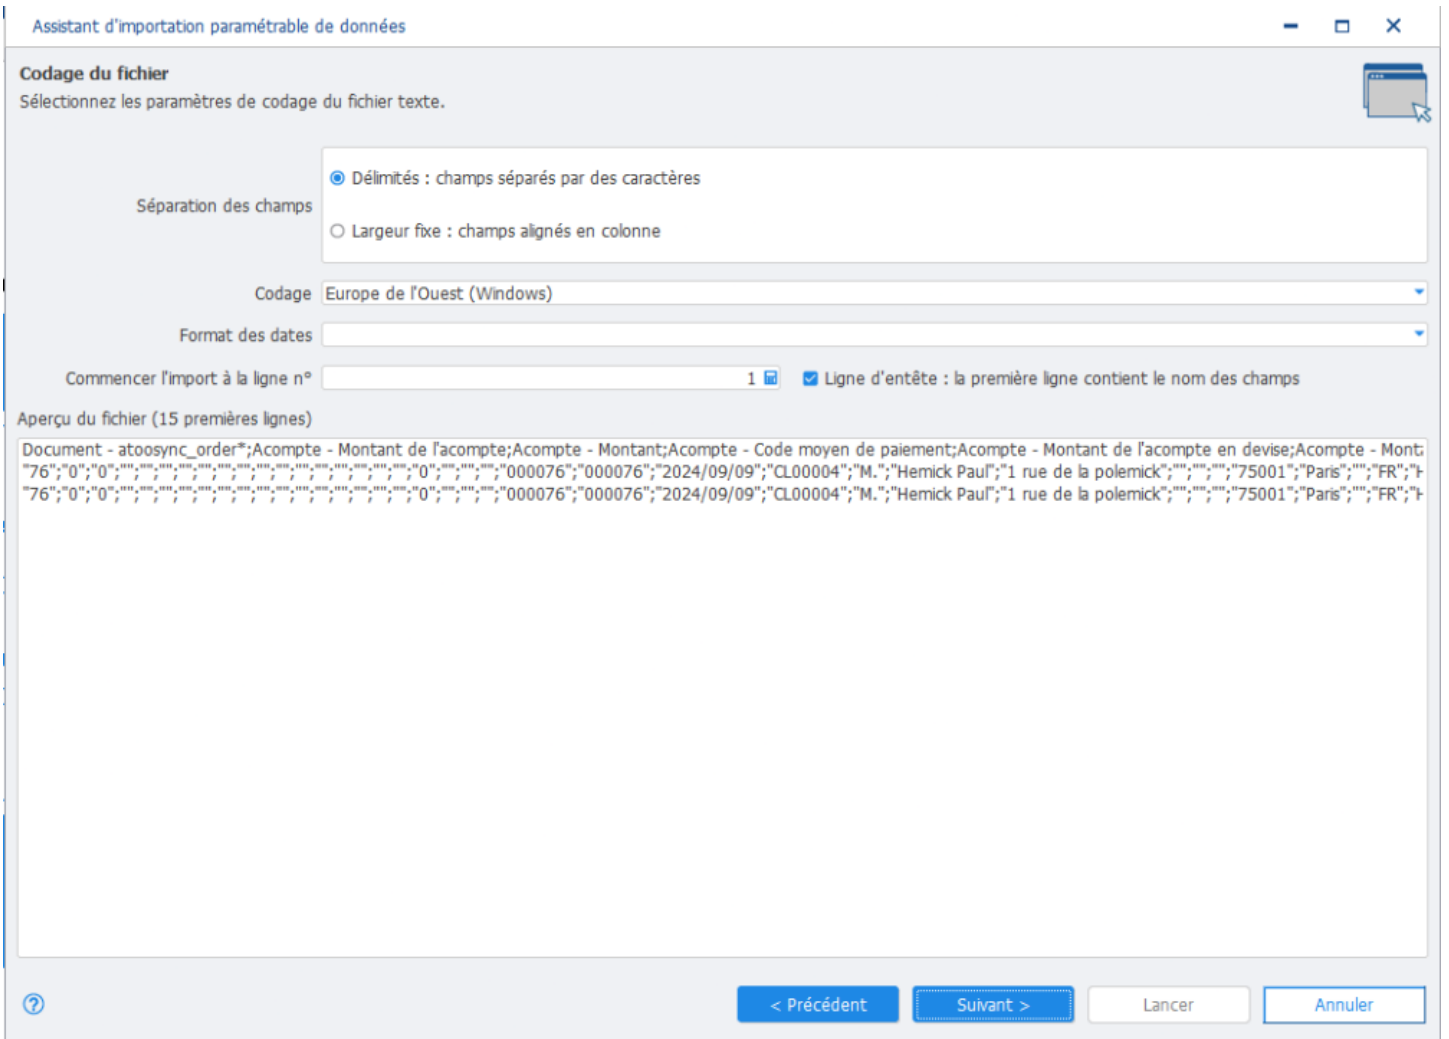 Assistant d'importation paramétrable de données
Codage du fichier
Sélectionnez les paramètres de codage du fichier texte.
Séparation des champs
Délimités : champs séparés par des caractères
Largeur fixe : champs alignés en colonne
Codage Europe de l'Ouest (Windows)
Format des dates
Commencer l'import à la ligne n° 1 Ligne d'entête : la première ligne contient le nom des champs
Aperçu du fichier (15 premières lignes)
Document - atoosync_order*;Acompte - Montant de l'acompte;Acompte - Montant;Acompte - Code moyen de paiement;Acompte - Montant de l'acompte en devise;Acompte - Monta
"76";"0";"0";"";"";"";"";"";"";"";"";"";"";"";"";"";"";"";"0";"";"";"";"000076";"000076";"2024/09/09";"CL00004";"M.";"Hemick Paul";"1 rue de la polemick";"";"";"";"75001";"Paris";"";"FR";"H
"76";"0";"0";"";"";"";"";"";"";"";"";"";"";"";"";"";"";"";"0";"";"";"";"000076";"000076";"2024/09/09";"CL00004";"M.";"Hemick Paul";"1 rue de la polemick";"";"";"";"75001";"Paris";"";"FR";"H
? < Précédent Suivant > Lancer Annuler